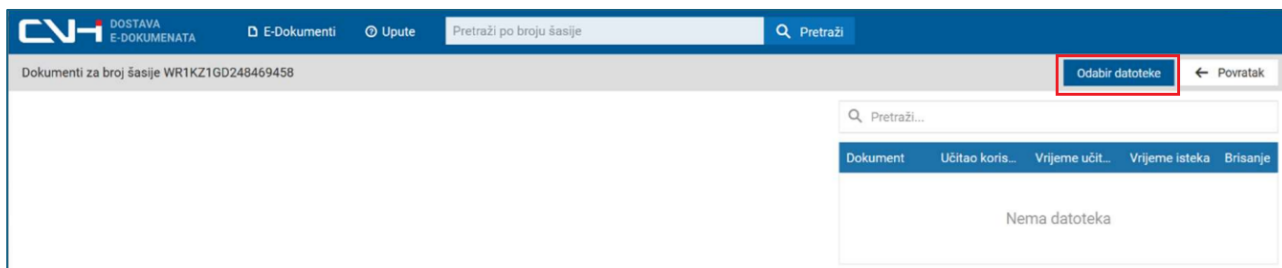 CVH DOSTAVA
E-DOKUMENATA
E-Dokumenti
Upute
Pretraži po broju šasije
Pretraži
Dokumenti za broj šasije WR1KZ1GD248469458
Odabir datoteke
Povratak
Pretraži...
Dokument Učitao koris... Vrijeme učit... Vrijeme isteka Brisanje
Nema datoteka